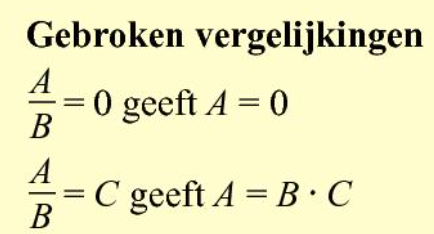 Gebroken vergelijkingen
A/B = 0 geeft A = 0
A/B = C geeft A = B · C